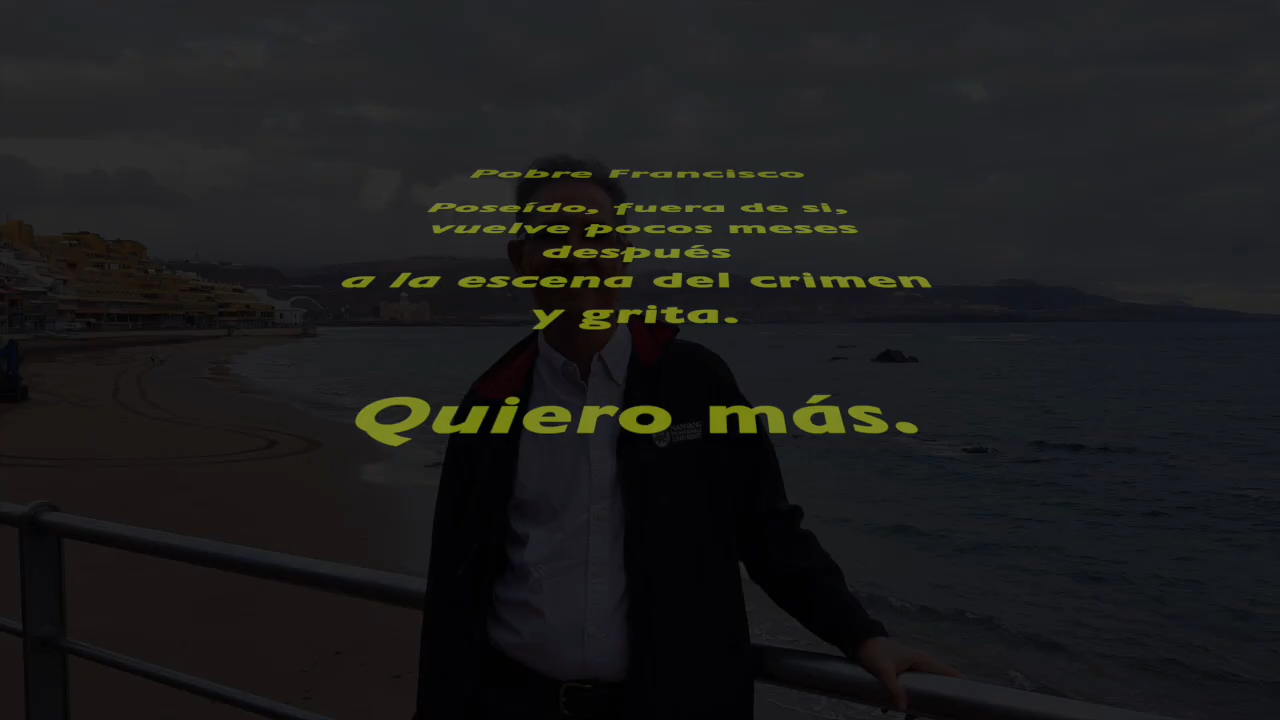 Pobre Francisco
Poseído, fuera de si,
vuelve pocos meses
después
a la escena del crimen
y grita.
Quiero más.